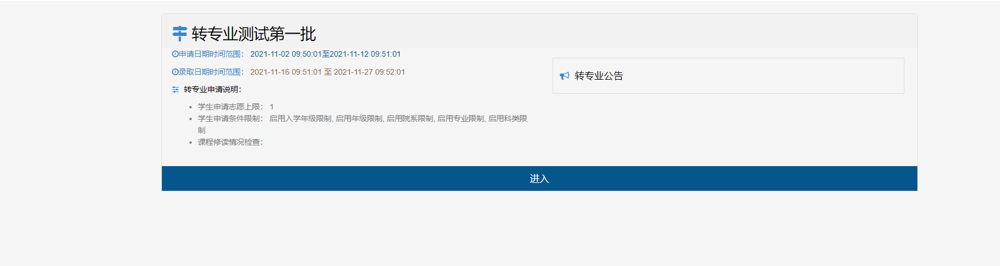 转专业测试第一批
申请日期时间范围： 2021-11-02 09:50:01至2021-11-12 09:51:01
录取日期时间范围： 2021-11-16 09:51:01 至 2021-11-27 09:52:01
转专业申请说明：
学生申请志愿上限： 1
学生申请条件限制： 启用入学年级限制, 启用年级限制, 启用院系限制, 启用专业限制, 启用科类限
制
课程修读情况检查：
转专业公告
进入